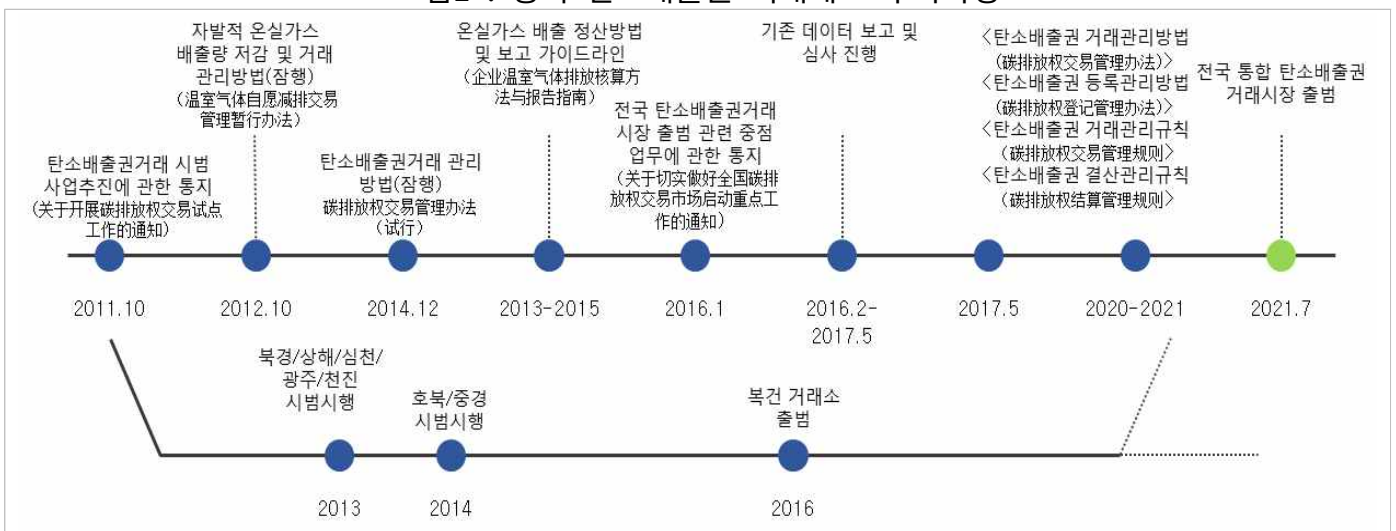 자발적 온실가스
배출량 저감 및 거래
관리방법(잠행)
(温室气体自愿减排交易
管理暂行办法)
온실가스 배출 정산방법
및 보고 가이드라인
(企业温室气体排放核算方
法与报告指南)
기존 데이터 보고 및
심사 진행
<탄소배출권 거래관리방법
(碳排放权交易管理办法)>
<탄소배출권 등록관리방법
(碳排放权登记管理办法)>
<탄소배출권 거래관리규칙
(碳排放权交易管理规则>
<탄소배출권 결산관리규칙
(碳排放权结算管理规则>
전국 통합 탄소배출권
거래시장 출범
탄소배출권거래 시범
사업추진에 관한 통지
(关于开展碳排放权交易试点
工作的通知)
탄소배출권거래 관리
방법(잠행)
碳排放权交易管理办法
(试行)
전국 탄소배출권거래
시장 출범 관련 중점
업무에 관한 통지
(关于切实做好全国碳排
放权交易市场启动重点工
作的通知)
2011.10
2012.10
2014.12
2013-2015
2016.1
2016.2-
2017.5
2017.5
2020-2021
2021.7
북경/상해/심천/
광주/천진
시범시행
호북/중경
시범시행
복건 거래소
출범
2013
2014
2016